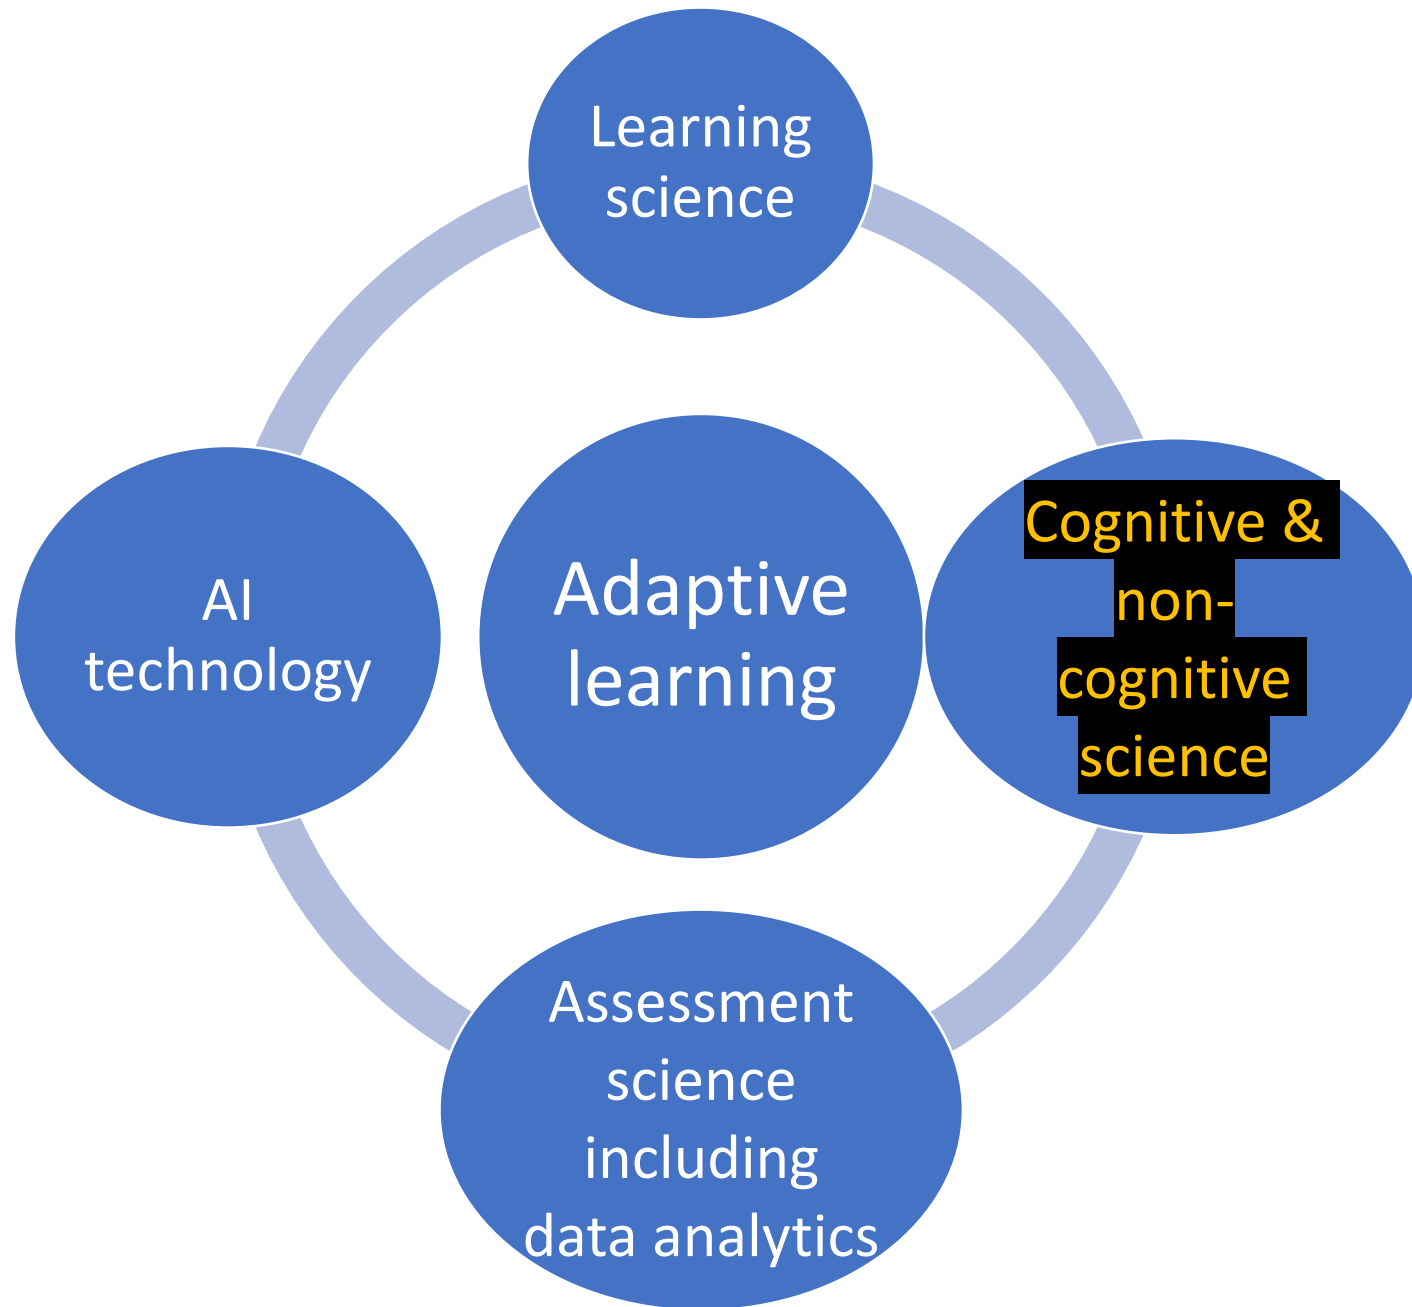 Learning
science
Adaptive
learning
AI
technology
Cognitive &
non-
cognitive
science
Assessment
science
including
data analytics